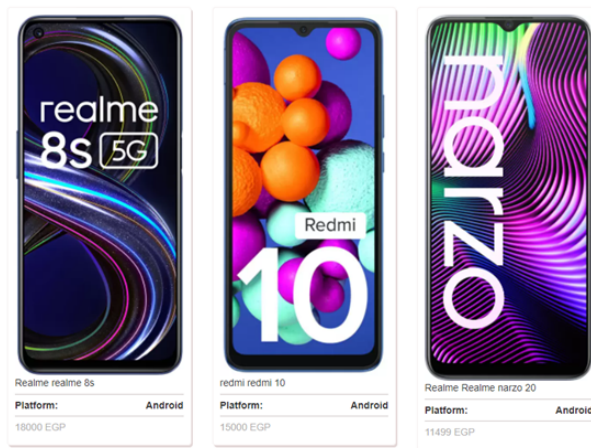 realme
8s 5G
Realme realme 8s
Platform: Android
18000 EGP
Redmi
10
redmi redmi 10
Platform: Android
15000 EGP
narzo
Realme Realme narzo 20
Platform: Android
11499 EGP